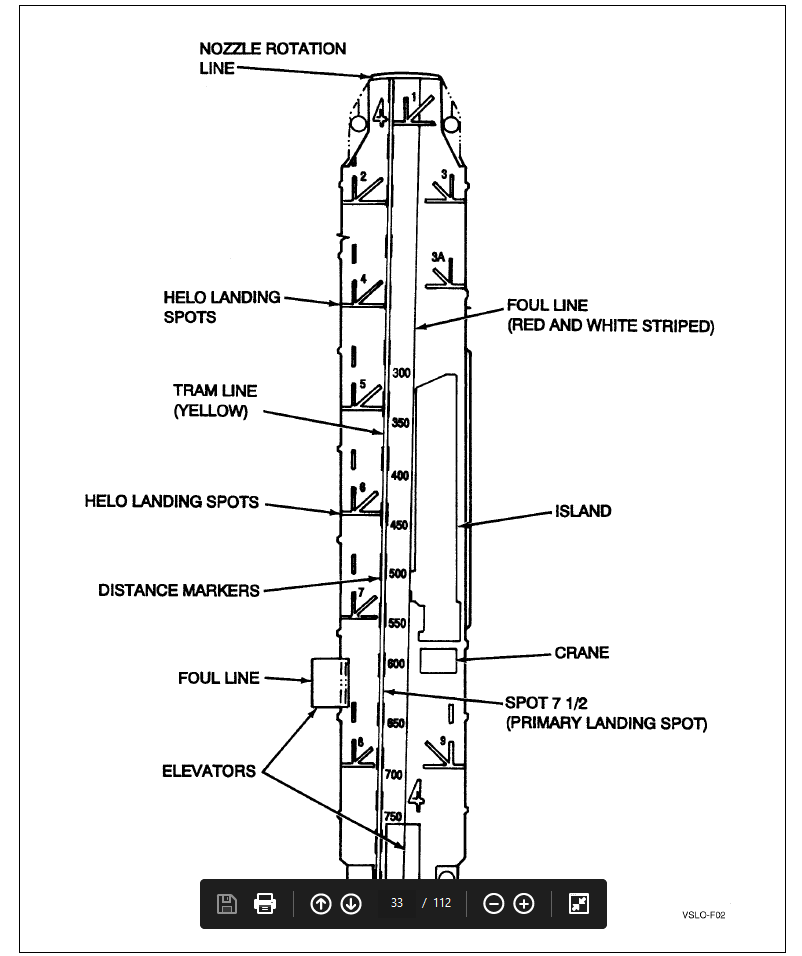 NOZZLE ROTATION
LINE
1
4
2
3
3A
4
HELO LANDING
SPOTS
FOUL LINE
(RED AND WHITE STRIPED)
300
TRAM LINE
(YELLOW)
5
350
400
6
HELO LANDING SPOTS
450
ISLAND
500
DISTANCE MARKERS
7
550
CRANE
600
FOUL LINE
SPOT 7 1/2
(PRIMARY LANDING SPOT)
650
8
9
ELEVATORS
700
4
750
33 / 112
VSLO-F02